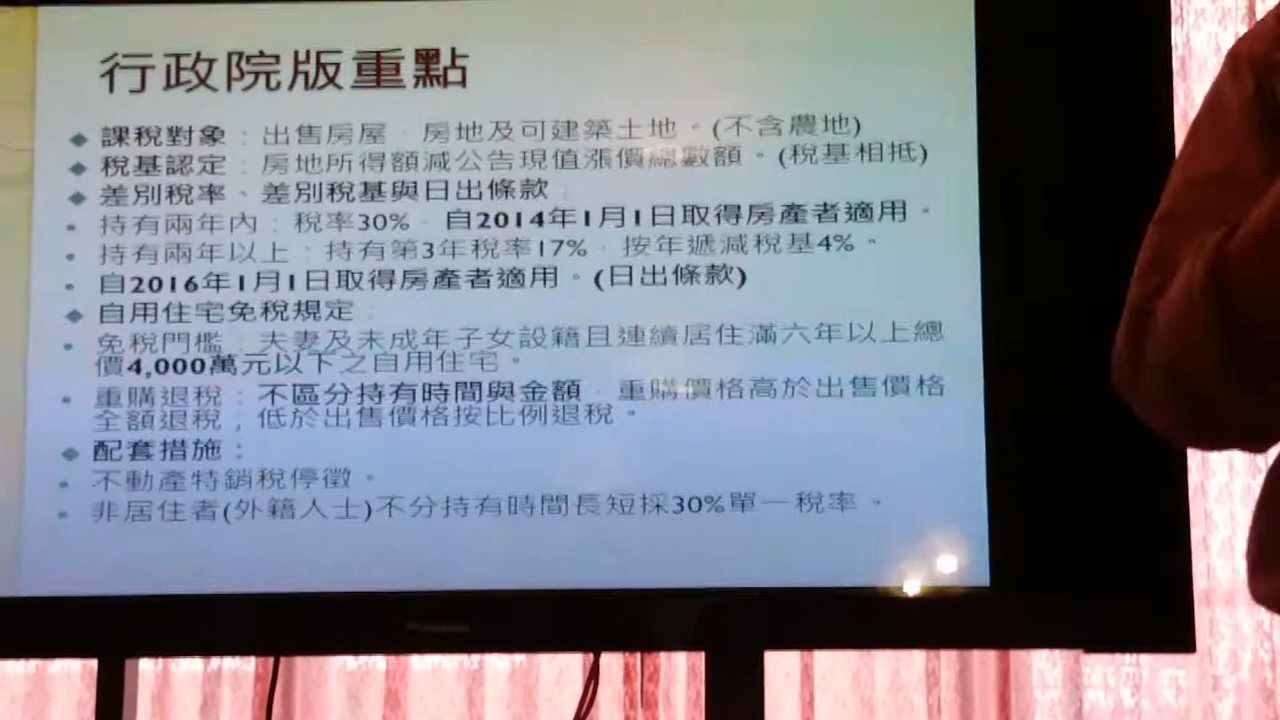 行政院版重點
◆ 課稅對象：出售房屋、房地及可建築土地。(不含農地)
◆ 稅基認定：房地所得額減公告現值漲價總數額。(稅基相抵)
◆ 差別稅率、差別稅基與日出條款：
• 持有兩年內：稅率30%，自2014年1月1日取得房產者適用。
• 持有兩年以上：持有第3年稅率17%，按年遞減稅基4%。
• 自2016年1月1日取得房產者適用。(日出條款)
◆ 自用住宅免稅規定：
• 免稅門檻：夫妻及未成年子女設籍且連續居住滿六年以上總
價4,000萬元以下之自用住宅。
• 重購退稅：不區分持有時間與金額，重購價格高於出售價格
全額退稅；低於出售價格按比例退稅。
◆ 配套措施：
• 不動產特銷稅停徵。
• 非居住者(外籍人士)不分持有時間長短採30%單一稅率。